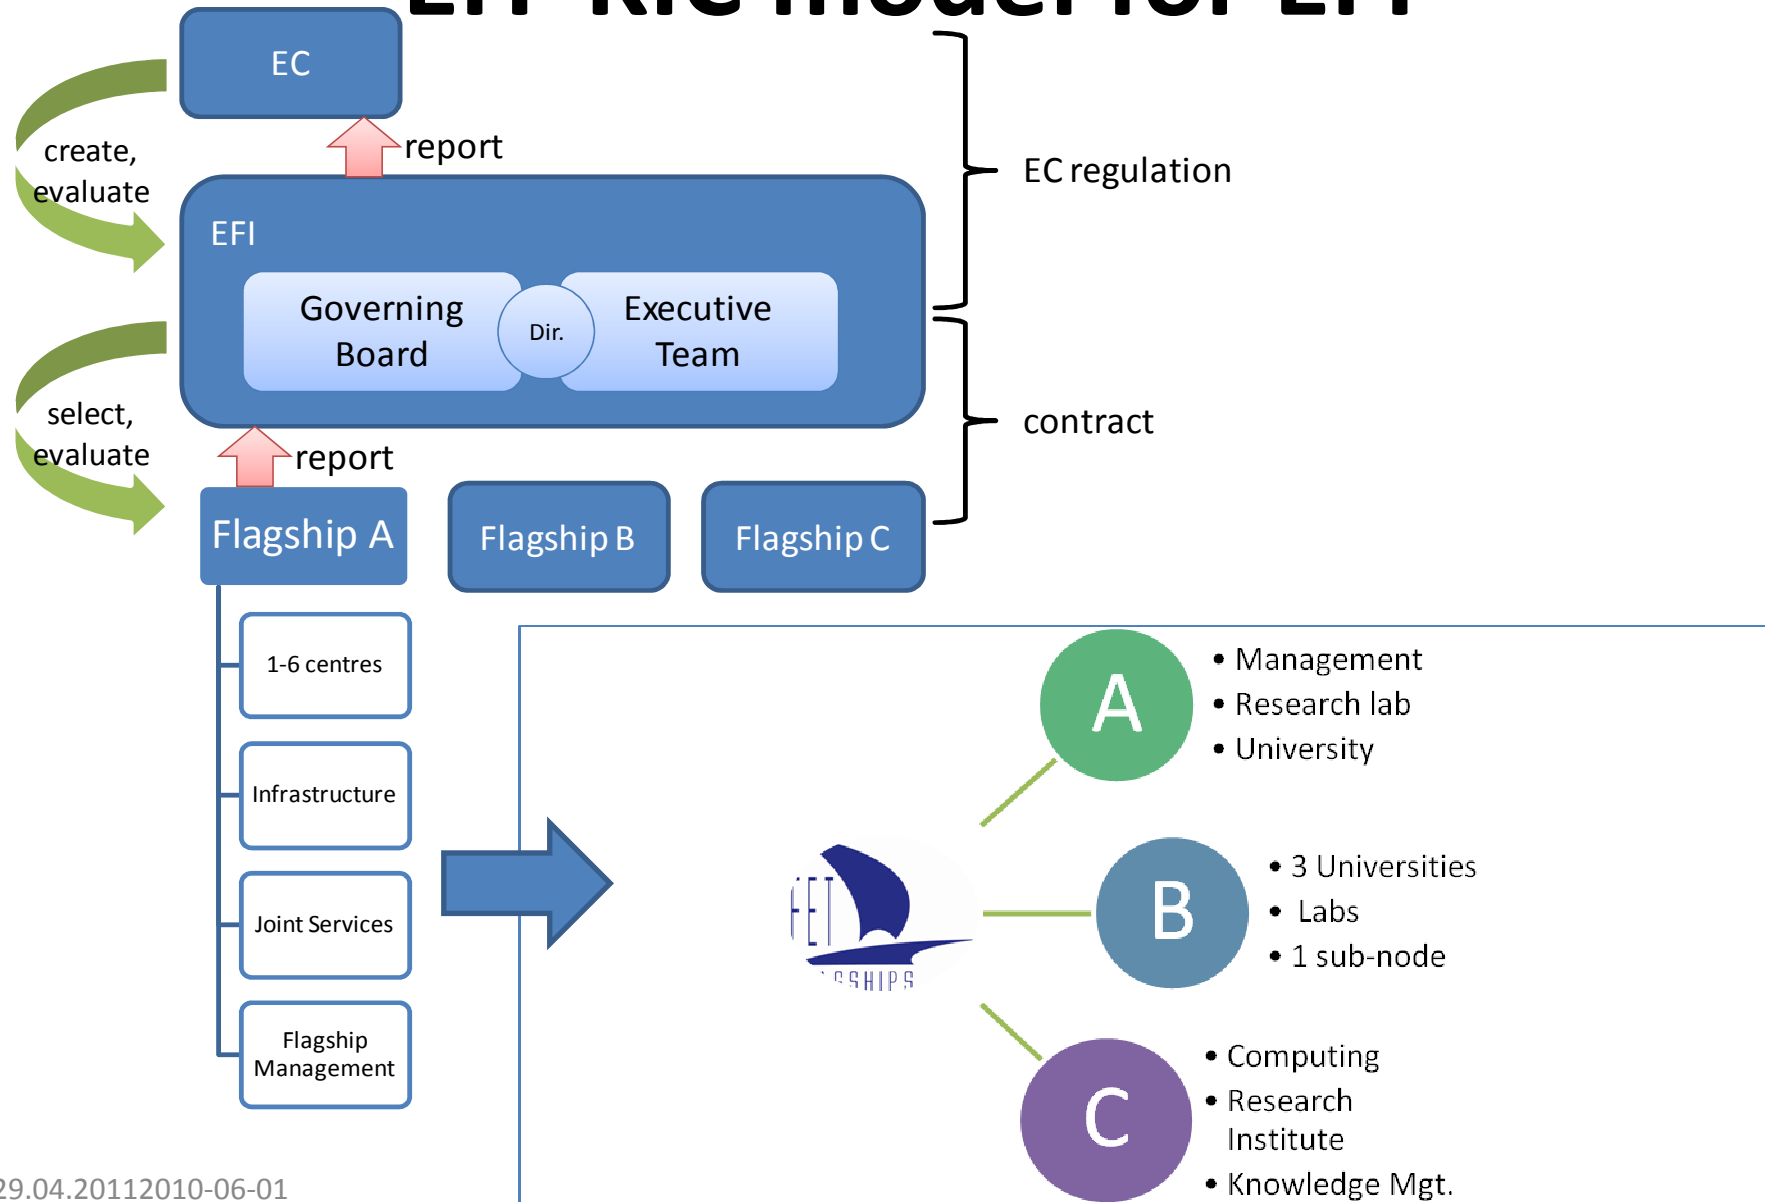 EC
create,
evaluate
report
EC regulation
EFI
Governing
Board
Dir.
Executive
Team
select,
evaluate
contract
report
Flagship A
Flagship B
Flagship C
1-6 centres
Infrastructure
Joint Services
Flagship
Management
A
• Management
• Research lab
• University
B
• 3 Universities
• Labs
• 1 sub-node
FET
SHIPS
C
• Computing
• Research
Institute
• Knowledge Mgt.
29.04.20112010-06-01